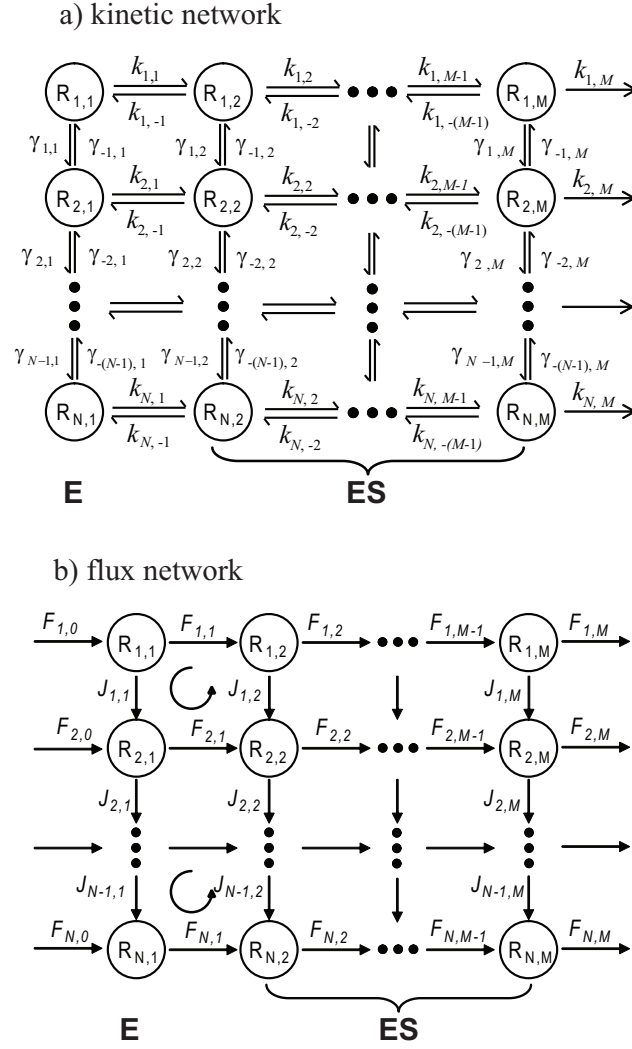 a) kinetic network
k1,1 k1,2 k1,M-1 k1,M
R1,1 R1,2 R1,M
k1,-1 k1,-2 k1,-(M-1)
γ1,1 γ-1,1 γ1,2 γ-1,2 γ1,M γ-1,M
k2,1 k2,2 k2,M-1 k2,M
R2,1 R2,2 R2,M
k2,-1 k2,-2 k2,-(M-1)
γ2,1 γ-2,1 γ2,2 γ-2,2 γ2,M γ-2,M
γN-1,1 γ-(N-1),1 γN-1,2 γ-(N-1),2 γN-1,M γ-(N-1),M
kN,1 kN,2 kN,M-1 kN,M
RN,1 RN,2 RN,M
kN,-1 kN,-2 kN,-(M-1)
E ES
b) flux network
F1,0 F1,1 F1,2 F1,M-1 F1,M
R1,1 R1,2 R1,M
J1,1 J1,2 J1,M
F2,0 F2,1 F2,2 F2,M-1 F2,M
R2,1 R2,2 R2,M
J2,1 J2,2 J2,M
JN-1,1 JN-1,2 JN-1,M
FN,0 FN,1 FN,2 FN,M-1 FN,M
RN,1 RN,2 RN,M
E ES